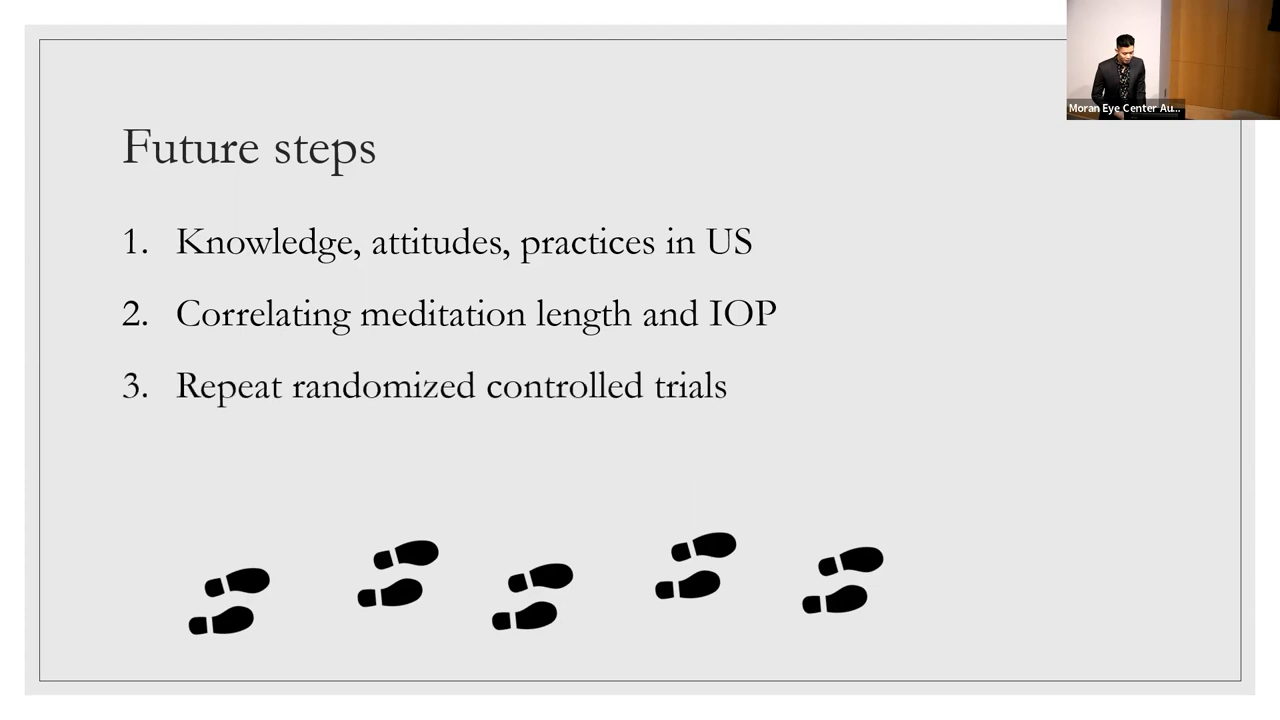 Moran Eye Center Au...
Future steps
1. Knowledge, attitudes, practices in US
2. Correlating meditation length and IOP
3. Repeat randomized controlled trials